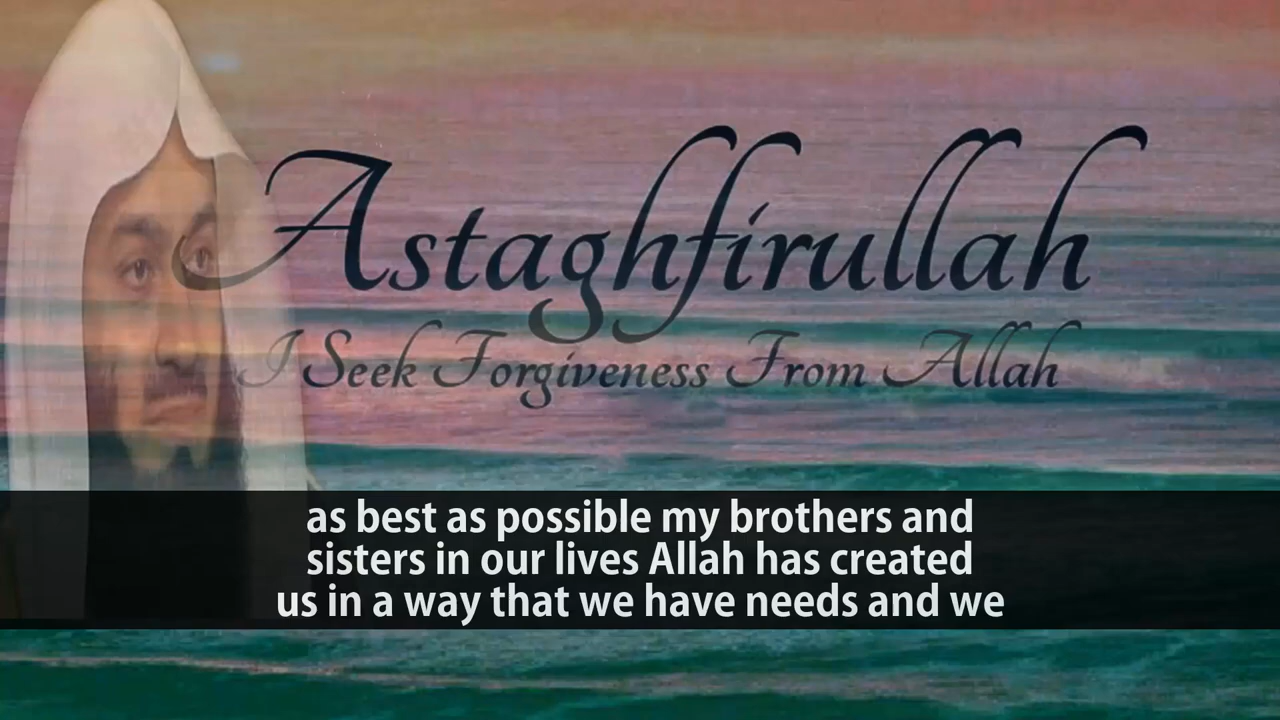 Astaghfirullah
I Seek Forgiveness From Allah
as best as possible my brothers and
sisters in our lives Allah has created
us in a way that we have needs and we